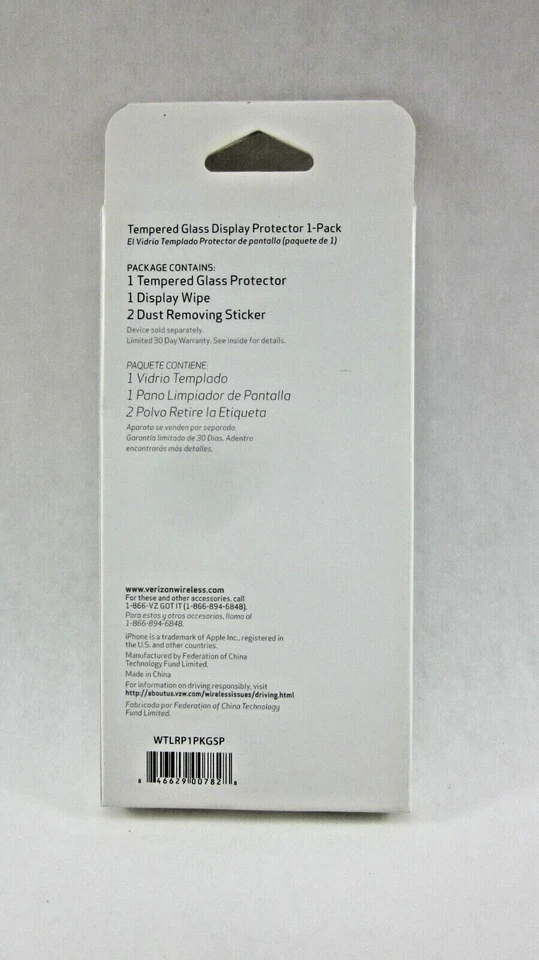 Tempered Glass Display Protector 1-Pack
El Vidrio Templado Protector de pantalla (paquete de 1)
PACKAGE CONTAINS:
1 Tempered Glass Protector
1 Display Wipe
2 Dust Removing Sticker
Device sold separately.
Limited 30 Day Warranty. See inside for details.
PAQUETE CONTIENE:
1 Vidrio Templado
1 Pano Limpiador de Pantalla
2 Polvo Retire la Etiqueta
Aparato se venden por separado.
Garantía limitado de 30 Dias. Adentro
encontrarás más detalles.
www.verizonwireless.com
For these and other accessories, call
1-866-VZ GOT IT (1-866-894-6848).
Para estos y otros accesorios, llama al
1-866-894-6848.
iPhone is a trademark of Apple Inc., registered in
the U.S. and other countries.
Manufactured by Federation of China
Technology Fund Limited.
Made in China
For information on driving responsibly, visit
http://aboutus.vzw.com/wirelessissues/driving.html
Fabricado por Federation of China Technology
Fund Limited.
WTLRP1PKGSP
8 46629 00782 8